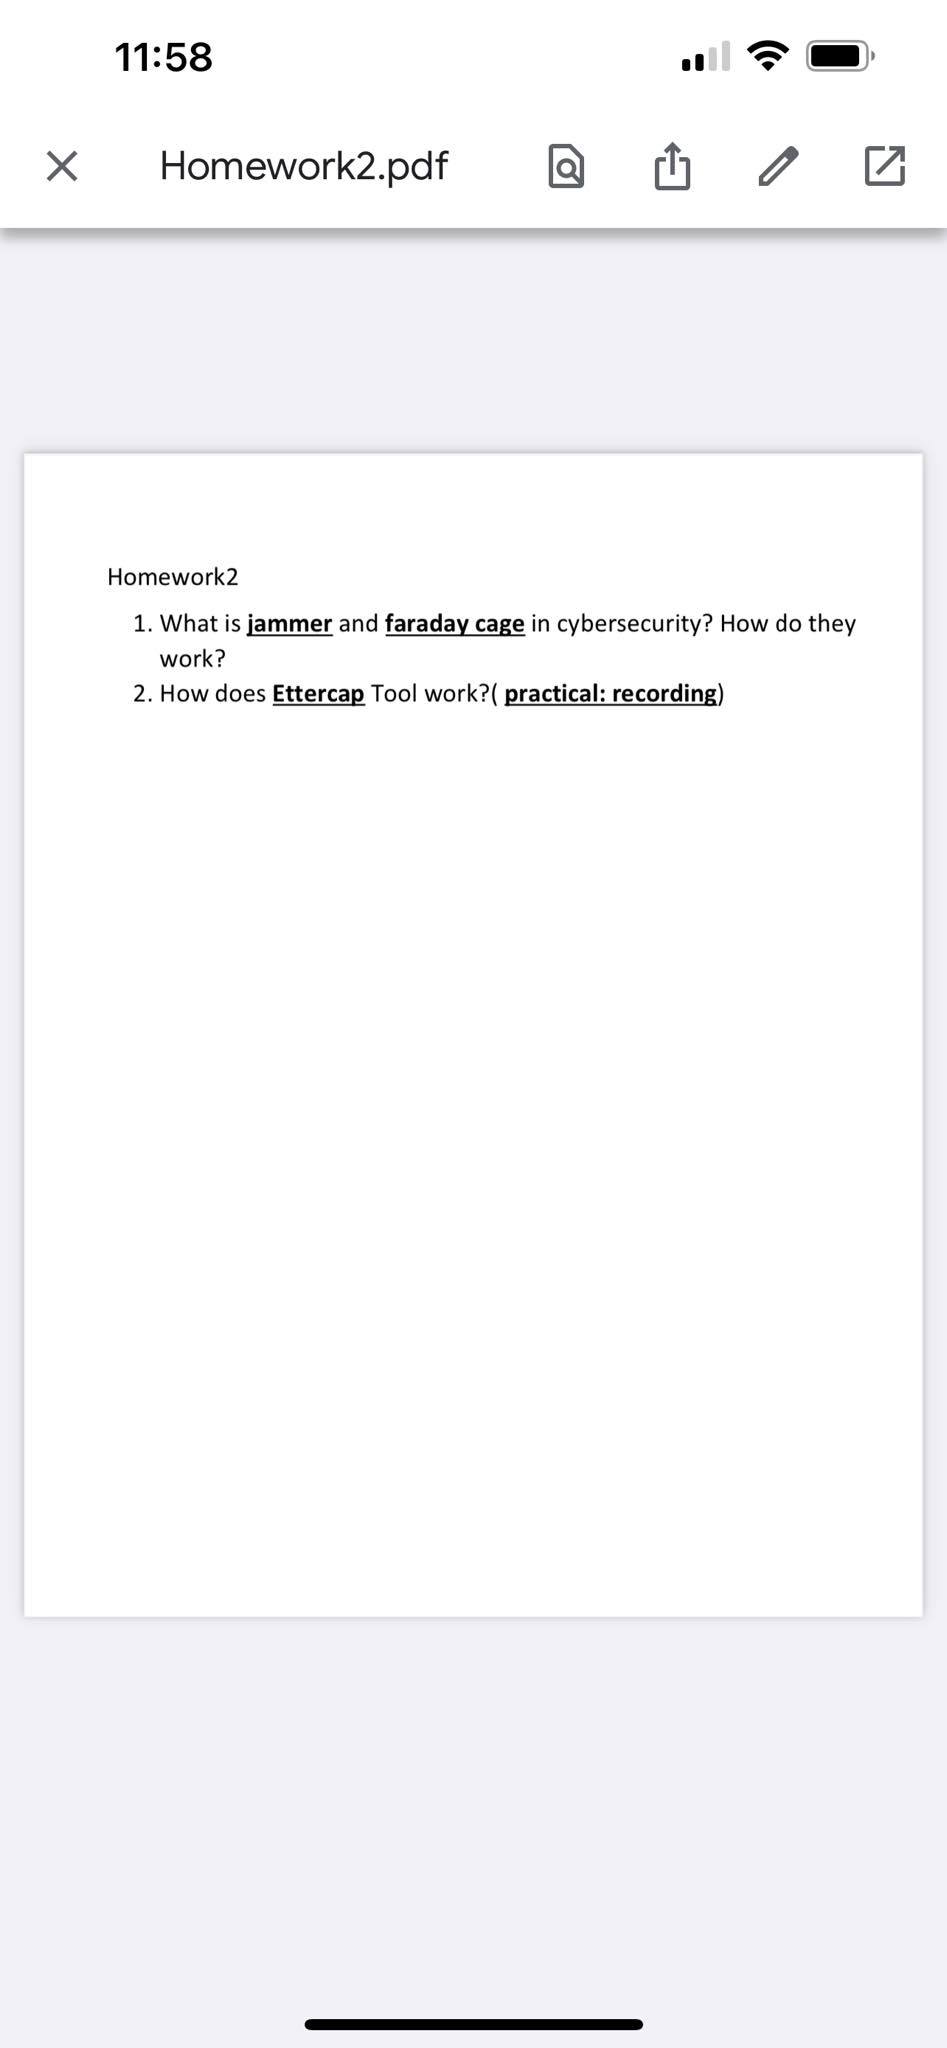 11:58
Homework2.pdf
Homework2
1. What is jammer and faraday cage in cybersecurity? How do they
work?
2. How does Ettercap Tool work?( practical: recording)